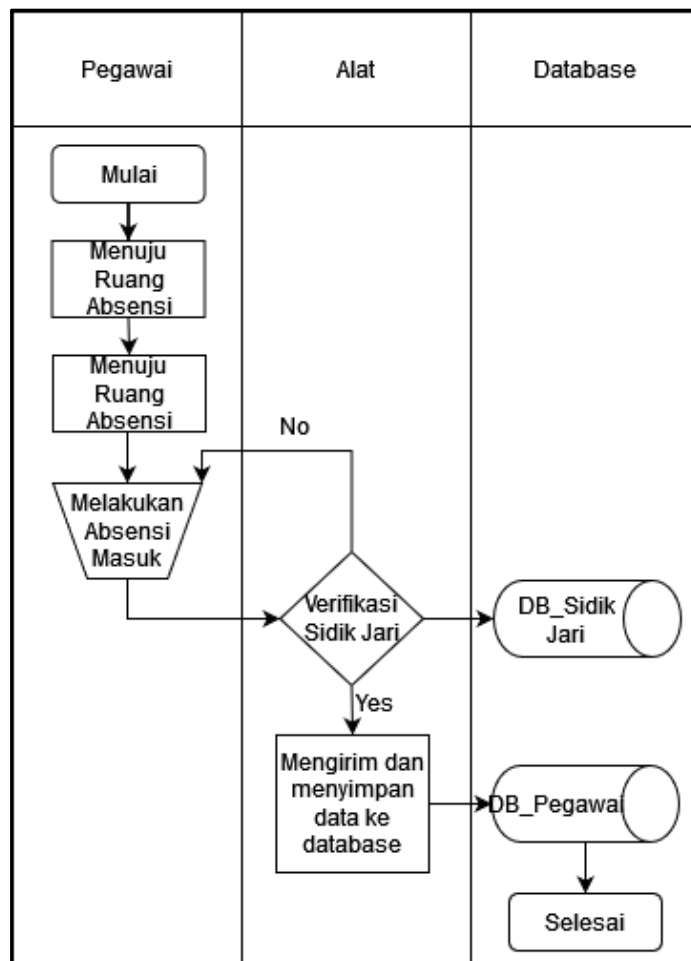 Pegawai
Alat
Database
Mulai
Menuju
Ruang
Absensi
Menuju
Ruang
Absensi
No
Melakukan
Absensi
Masuk
Verifikasi
Sidik Jari
DB_Sidik
Jari
Yes
Mengirim dan
menyimpan
data ke
database
DB_Pegawai
Selesai